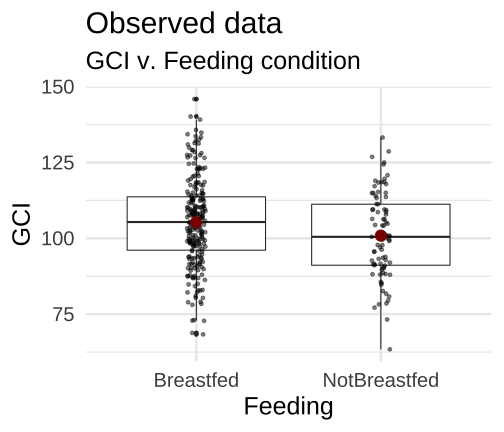 Observed data
GCI v. Feeding condition
150
125
100
75
GCI
Breastfed NotBreastfed
Feeding